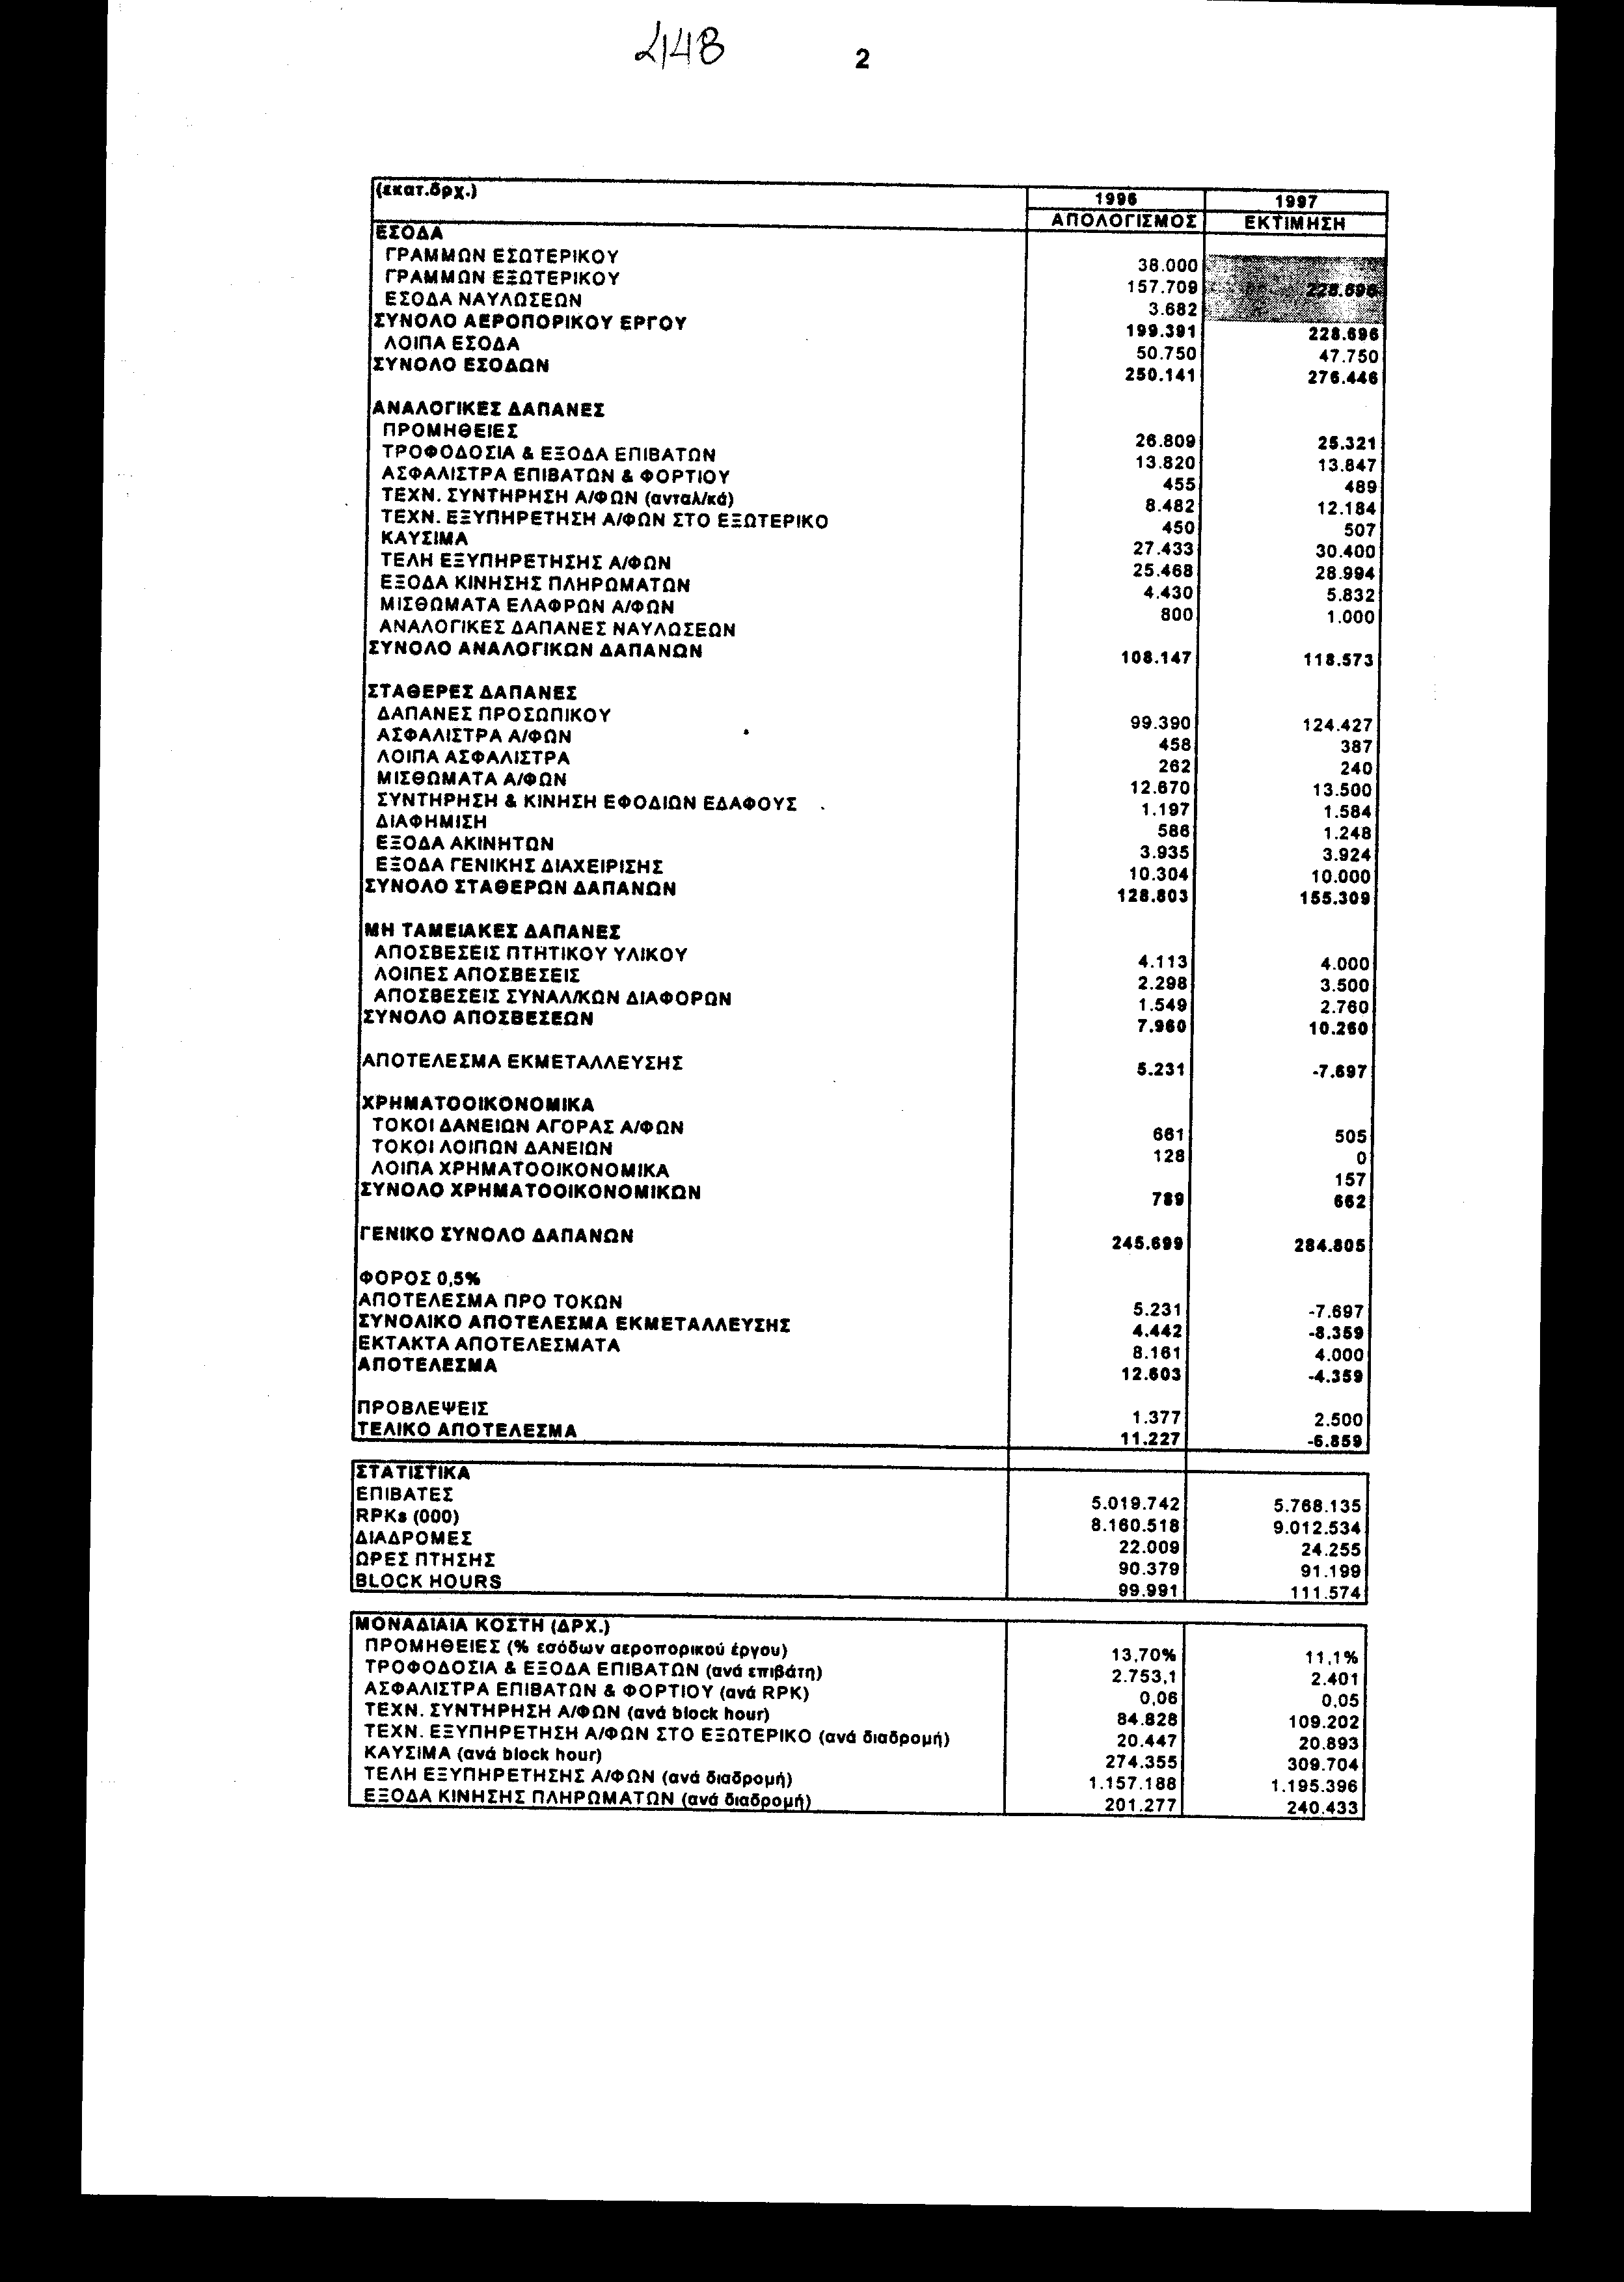 2148
2
(εκατ.δρχ.) 1996 1997
ΑΠΟΛΟΓΙΣΜΟΣ ΕΚΤΙΜΗΣΗ
ΕΣΟΔΑ
ΓΡΑΜΜΩΝ ΕΣΩΤΕΡΙΚΟΥ 38.000
ΓΡΑΜΜΩΝ ΕΞΩΤΕΡΙΚΟΥ 157.709 228.696
ΕΣΟΔΑ ΝΑΥΛΩΣΕΩΝ 3.682
ΣΥΝΟΛΟ ΑΕΡΟΠΟΡΙΚΟΥ ΕΡΓΟΥ 199.391 228.696
ΛΟΙΠΑ ΕΣΟΔΑ 50.750 47.750
ΣΥΝΟΛΟ ΕΣΟΔΩΝ 250.141 276.446
ΑΝΑΛΟΓΙΚΕΣ ΔΑΠΑΝΕΣ
ΠΡΟΜΗΘΕΙΕΣ 26.809 25.321
ΤΡΟΦΟΔΟΣΙΑ & ΕΞΟΔΑ ΕΠΙΒΑΤΩΝ 13.820 13.847
ΑΣΦΑΛΙΣΤΡΑ ΕΠΙΒΑΤΩΝ & ΦΟΡΤΙΟΥ 455 489
ΤΕΧΝ. ΣΥΝΤΗΡΗΣΗ Α/ΦΩΝ (ανταλ/κά) 8.482 12.184
ΤΕΧΝ. ΕΞΥΠΗΡΕΤΗΣΗ Α/ΦΩΝ ΣΤΟ ΕΞΩΤΕΡΙΚΟ 450 507
ΚΑΥΣΙΜΑ 27.433 30.400
ΤΕΛΗ ΕΞΥΠΗΡΕΤΗΣΗΣ Α/ΦΩΝ 25.468 28.994
ΕΞΟΔΑ ΚΙΝΗΣΗΣ ΠΛΗΡΩΜΑΤΩΝ 4.430 5.832
ΜΙΣΘΩΜΑΤΑ ΕΛΑΦΡΩΝ Α/ΦΩΝ 800 1.000
ΑΝΑΛΟΓΙΚΕΣ ΔΑΠΑΝΕΣ ΝΑΥΛΩΣΕΩΝ
ΣΥΝΟΛΟ ΑΝΑΛΟΓΙΚΩΝ ΔΑΠΑΝΩΝ 108.147 118.573
ΣΤΑΘΕΡΕΣ ΔΑΠΑΝΕΣ
ΔΑΠΑΝΕΣ ΠΡΟΣΩΠΙΚΟΥ 99.390 124.427
ΑΣΦΑΛΙΣΤΡΑ Α/ΦΩΝ 458 387
ΛΟΙΠΑ ΑΣΦΑΛΙΣΤΡΑ 262 240
ΜΙΣΘΩΜΑΤΑ Α/ΦΩΝ 12.670 13.500
ΣΥΝΤΗΡΗΣΗ & ΚΙΝΗΣΗ ΕΦΟΔΙΩΝ ΕΔΑΦΟΥΣ 1.197 1.584
ΔΙΑΦΗΜΙΣΗ 586 1.248
ΕΞΟΔΑ ΑΚΙΝΗΤΩΝ 3.935 3.924
ΕΞΟΔΑ ΓΕΝΙΚΗΣ ΔΙΑΧΕΙΡΙΣΗΣ 10.304 10.000
ΣΥΝΟΛΟ ΣΤΑΘΕΡΩΝ ΔΑΠΑΝΩΝ 128.803 155.309
ΜΗ ΤΑΜΕΙΑΚΕΣ ΔΑΠΑΝΕΣ
ΑΠΟΣΒΕΣΕΙΣ ΠΤΗΤΙΚΟΥ ΥΛΙΚΟΥ 4.113 4.000
ΛΟΙΠΕΣ ΑΠΟΣΒΕΣΕΙΣ 2.298 3.500
ΑΠΟΣΒΕΣΕΙΣ ΣΥΝΑΛ/ΚΩΝ ΔΙΑΦΟΡΩΝ 1.549 2.760
ΣΥΝΟΛΟ ΑΠΟΣΒΕΣΕΩΝ 7.960 10.260
ΑΠΟΤΕΛΕΣΜΑ ΕΚΜΕΤΑΛΛΕΥΣΗΣ 5.231 -7.697
ΧΡΗΜΑΤΟΟΙΚΟΝΟΜΙΚΑ
ΤΟΚΟΙ ΔΑΝΕΙΩΝ ΑΓΟΡΑΣ Α/ΦΩΝ 661 505
ΤΟΚΟΙ ΛΟΙΠΩΝ ΔΑΝΕΙΩΝ 128 0
ΛΟΙΠΑ ΧΡΗΜΑΤΟΟΙΚΟΝΟΜΙΚΑ 157
ΣΥΝΟΛΟ ΧΡΗΜΑΤΟΟΙΚΟΝΟΜΙΚΩΝ 789 662
ΓΕΝΙΚΟ ΣΥΝΟΛΟ ΔΑΠΑΝΩΝ 245.699 284.805
ΦΟΡΟΣ 0,5%
ΑΠΟΤΕΛΕΣΜΑ ΠΡΟ ΤΟΚΩΝ 5.231 -7.697
ΣΥΝΟΛΙΚΟ ΑΠΟΤΕΛΕΣΜΑ ΕΚΜΕΤΑΛΛΕΥΣΗΣ 4.442 -8.359
ΕΚΤΑΚΤΑ ΑΠΟΤΕΛΕΣΜΑΤΑ 8.161 4.000
ΑΠΟΤΕΛΕΣΜΑ 12.603 -4.359
ΠΡΟΒΛΕΨΕΙΣ 1.377 2.500
ΤΕΛΙΚΟ ΑΠΟΤΕΛΕΣΜΑ 11.227 -6.859
ΣΤΑΤΙΣΤΙΚΑ
ΕΠΙΒΑΤΕΣ 5.019.742 5.768.135
RPKs (000) 8.160.518 9.012.534
ΔΙΑΔΡΟΜΕΣ 22.009 24.255
ΩΡΕΣ ΠΤΗΣΗΣ 90.379 91.199
BLOCK HOURS 99.991 111.574
ΜΟΝΑΔΙΑΙΑ ΚΟΣΤΗ (ΔΡΧ.)
ΠΡΟΜΗΘΕΙΕΣ (% εσόδων αεροπορικού έργου) 13,70% 11,1%
ΤΡΟΦΟΔΟΣΙΑ & ΕΞΟΔΑ ΕΠΙΒΑΤΩΝ (ανά επιβάτη) 2.753,1 2.401
ΑΣΦΑΛΙΣΤΡΑ ΕΠΙΒΑΤΩΝ & ΦΟΡΤΙΟΥ (ανά RPK) 0,06 0,05
ΤΕΧΝ. ΣΥΝΤΗΡΗΣΗ Α/ΦΩΝ (ανά block hour) 84.828 109.202
ΤΕΧΝ. ΕΞΥΠΗΡΕΤΗΣΗ Α/ΦΩΝ ΣΤΟ ΕΞΩΤΕΡΙΚΟ (ανά διαδρομή) 20.447 20.893
ΚΑΥΣΙΜΑ (ανά block hour) 274.355 309.704
ΤΕΛΗ ΕΞΥΠΗΡΕΤΗΣΗΣ Α/ΦΩΝ (ανά διαδρομή) 1.157.188 1.195.396
ΕΞΟΔΑ ΚΙΝΗΣΗΣ ΠΛΗΡΩΜΑΤΩΝ (ανά διαδρομή) 201.277 240.433